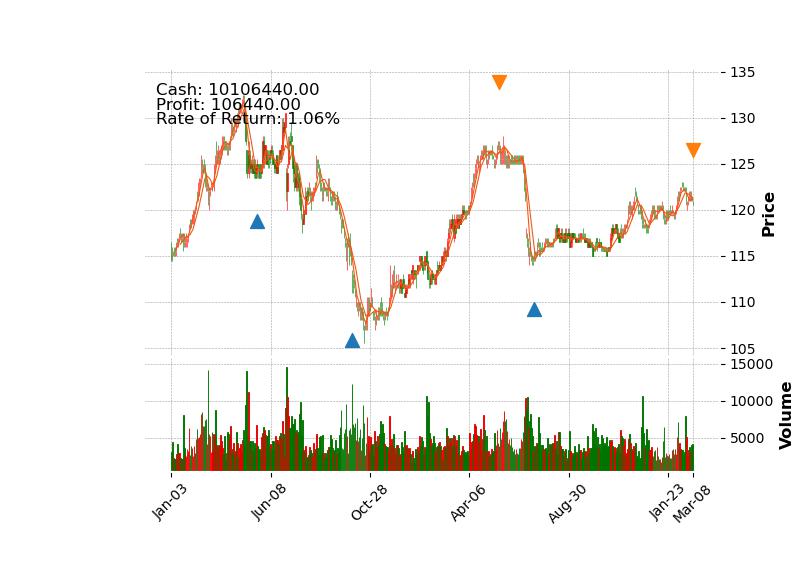 Cash: 10106440.00
Profit: 106440.00
Rate of Return: 1.06%
135
130
125
120
115
110
105
Price
15000
10000
5000
Volume
Jan-03
Jun-08
Oct-28
Apr-06
Aug-30
Jan-23
Mar-08